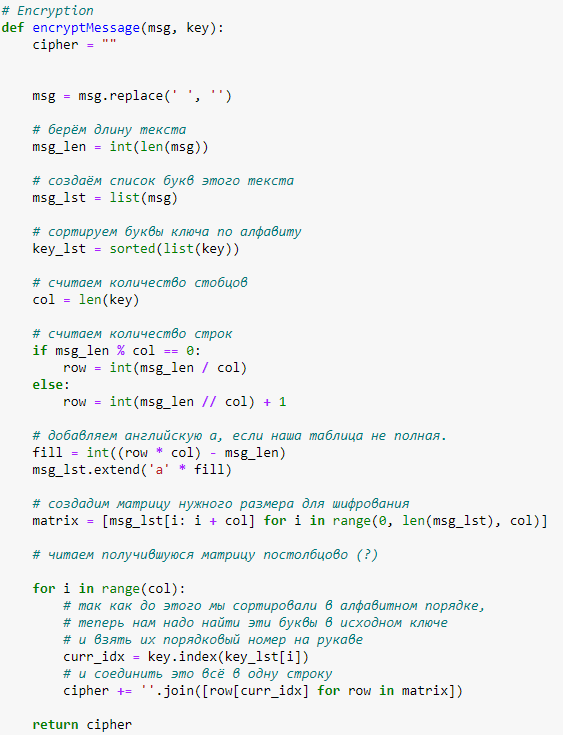 # Encryption
def encryptMessage(msg, key):
    cipher = ""
    msg = msg.replace(' ', '')
    # берём длину текста
    msg_len = int(len(msg))
    # создаём список букв этого текста
    msg_lst = list(msg)
    # сортируем буквы ключа по алфавиту
    key_lst = sorted(list(key))
    # считаем количество стобцов
    col = len(key)
    # считаем количество строк
    if msg_len % col == 0:
        row = int(msg_len / col)
    else:
        row = int(msg_len // col) + 1
    # добавляем английскую а, если наша таблица не полная.
    fill = int((row * col) - msg_len)
    msg_lst.extend('a' * fill)
    # создадим матрицу нужного размера для шифрования
    matrix = [msg_lst[i: i + col] for i in range(0, len(msg_lst), col)]
    # читаем получившуюся матрицу постолбцово (?)
    for i in range(col):
        # так как до этого мы сортировали в алфавитном порядке,
        # теперь нам надо найти эти буквы в исходном ключе
        # и взять их порядковый номер на рукаве
        curr_idx = key.index(key_lst[i])
        # и соединить это всё в одну строку
        cipher += ''.join([row[curr_idx] for row in matrix])
    return cipher